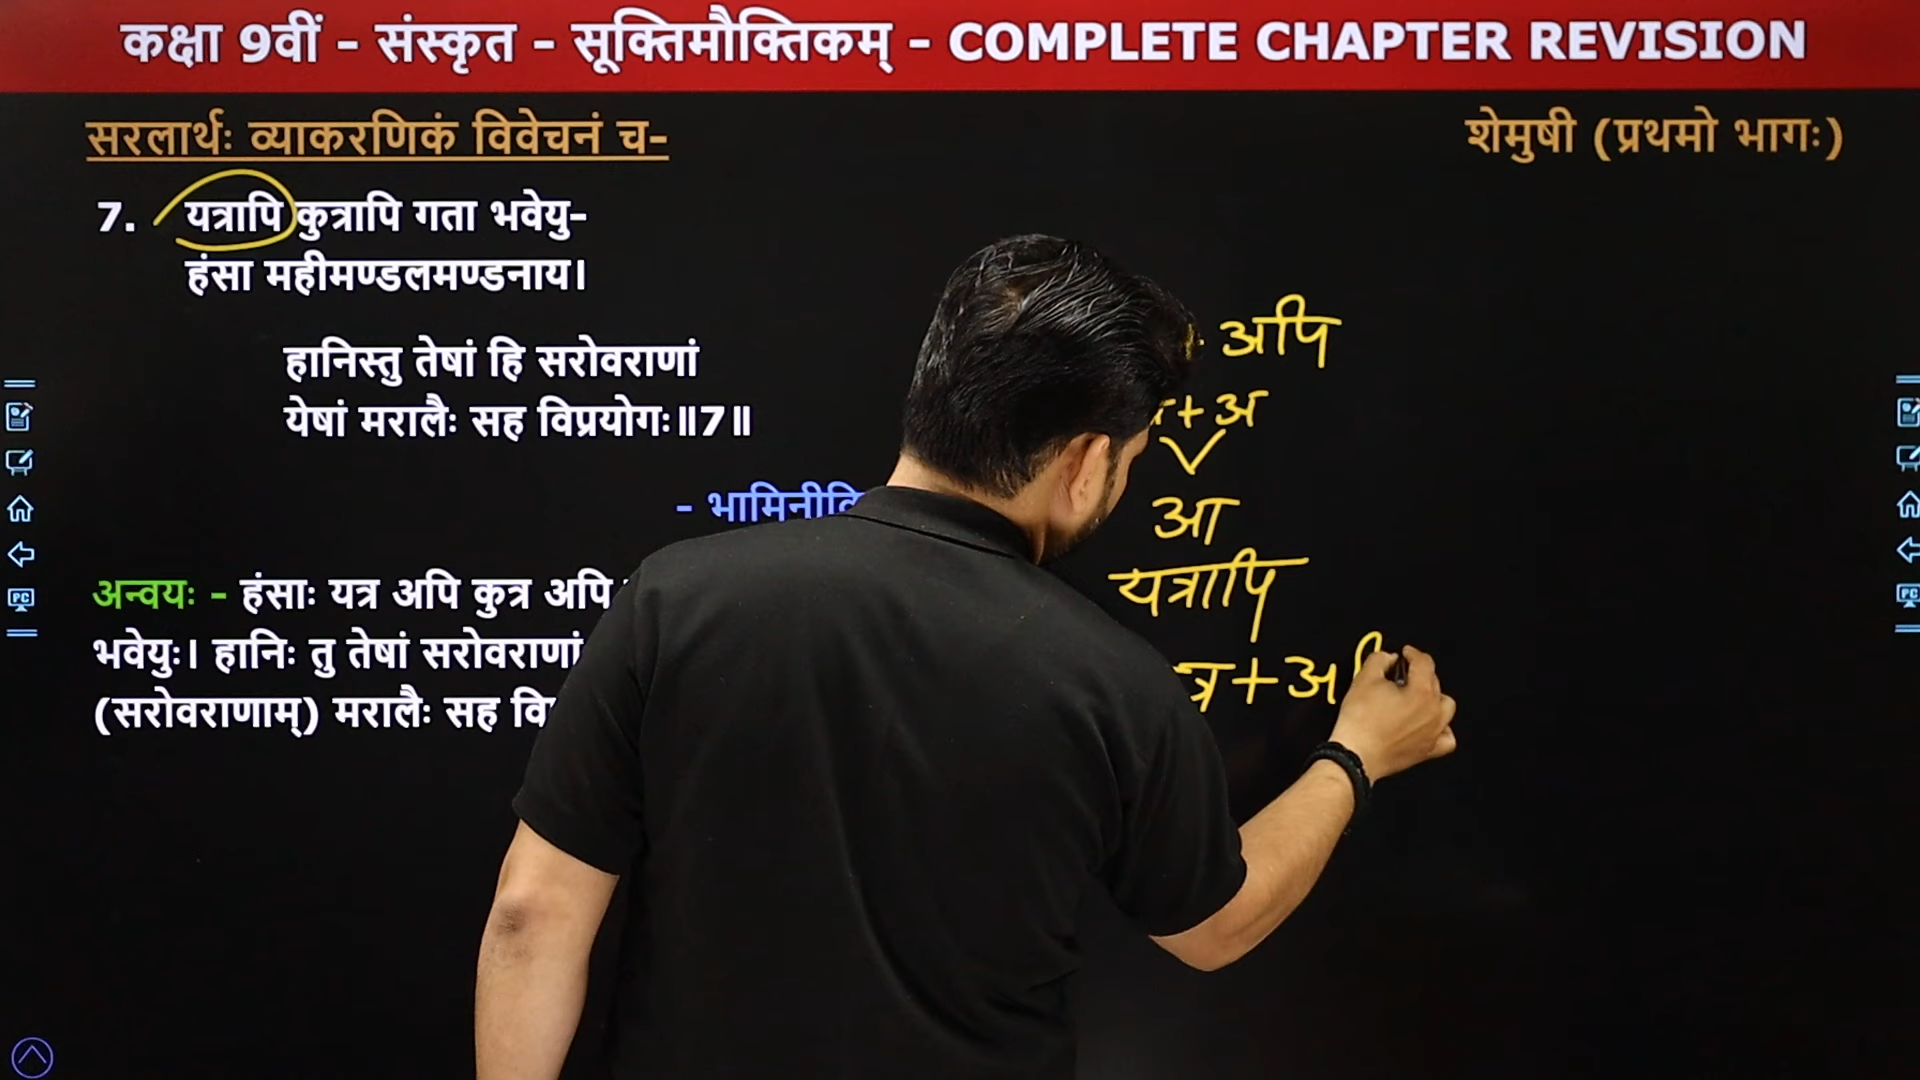 कक्षा 9वीं - संस्कृत - सूक्तिमौक्तिकम् - COMPLETE CHAPTER REVISION
सरलार्थः व्याकरणिकं विवेचनं च-
शेमुषी (प्रथमो भागः)
7. यत्रापि कुत्रापि गता भवेयु-
हंसा महीमण्डलमण्डनाय।
हानिस्तु तेषां हि सरोवराणां
येषां मरालैः सह विप्रयोगः॥7॥
-
अन्वयः - हंसाः यत्र अपि कुत्र अपि
भवेयुः। हानिः तु तेषां सरोवराणां
(सरोवराणाम्) मरालैः सह
अपि
+ अ
आ
यत्रापि
त्र +
PC
PC